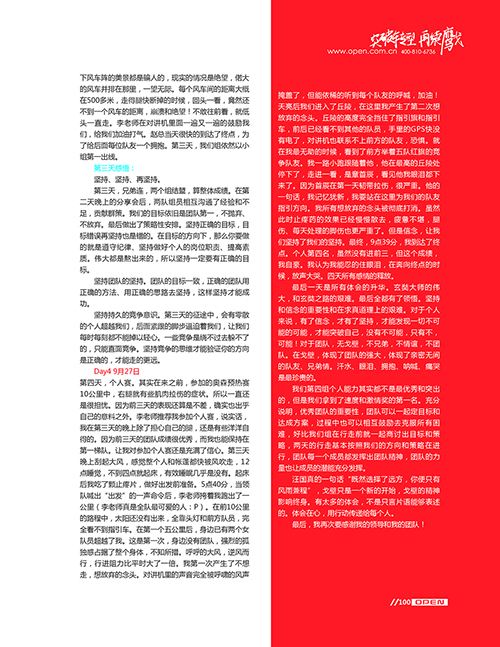 突破转型 再续鹰飞
www.open.com.cn 400-810-6736
下风车阵的美景都是骗人的，现实的情况是绝望，偌大
的风车井排在那里，一望无际。每个风车间的距离大概
在500多米，走得腿快断掉的时候，回头一看，竟然还
不到一个风车的距离，崩溃和绝望！不敢往前看，就低
头一直走。李老师在对讲机里面一遍又一遍的鼓励我
们，给我们加油打气。赵总当天很快的到达了终点，为
了给后面每位队友一个拥抱。第三天，我们组依然以小
组第一出线。
第三天感悟：
坚持、坚持、再坚持。
第三天，兄弟连，两个组结盟，算整体成绩。在第
二天晚上的分享会后，两队组员相互沟通了经验和不
足，贡献群策。我们的目标依旧是团队第一，不抛弃、
不放弃。最后做出了策略性安排。坚持正确的目标，目
标错误再坚持也是错的。在目标的方向下，那么你要做
的就是遵守纪律、坚持做好个人的岗位职责、提高素
质。伟大都是熬出来的，所以坚持一定要有正确的目
标。
坚持团队的坚持。团队的目标一致，正确的团队用
正确的方法、用正确的思路去坚持，这样坚持才能成
功。
坚持持久的竞争意识。第三天的征途中，会有零散
的个人超越我们，后面紧跟的脚步逼迫着我们，让我们
每时每刻都不能掉以轻心。一些竞争是绕不过去躲不了
的，只能直面竞争。坚持竞争的思维才能验证你的方向
是正确的，才能走的更远。
Day4 9月27日
第四天，个人赛。其实在来之前，参加的奥森预热赛
10公里中，右腿就有些肌肉拉伤的症状。所以一直还
是很担忧。因为前三天的表现还算是不差，确实也出乎
自己的意料之外。李老师推荐我参加个人赛，说实话，
我在第三天的晚上除了担心自己的腿，还是有些洋洋自
得的。因为前三天的团队成绩很优秀，而我也能保持在
第一梯队。让我对参加个人赛还是充满了信心。第三天
晚上刮起大风，感觉整个人和帐篷都快被风吹走，12
点睡觉，不到四点就起床，有效睡眠几乎是没有。起床
后我吃了颗止疼片，做好出发前准备。5点40分，当领
队喊出“出发”的一声命令后，李老师拷着我跑出了一
公里（李老师真是全队最可爱的人：P）。在前10公里
的路程中，太阳还没有出来，全靠头灯和前方队员，完
全看不到指引车。在第一个五公里后，身边已有两个女
队员超越了我。这是第一次，身边没有团队，强烈的孤
独感占据了整个身体，不知所措。呼呼的大风，逆风而
行，行进阻力比平时大了一倍。我第一次产生了不想
走，想放弃的念头。对讲机里的声音完全被呼啸的风声
掩盖了，但能依稀的听到每个队友的呼喊，加油！
天亮后我们进入了丘陵，在这里我产生了第二次想
放弃的念头。丘陵的高度完全挡住了指引旗和指引
车，前后已经看不到其他的队员，手里的GPS快没
有电了，对讲机也联系不上前方的队友，恐惧。就
在我最无助的时候，看到了前方举着五队红旗的竞
争队友。我一路小跑跟随着他，他在最高的丘陵处
停下了，走进一看，是章首辰，看见他我眼泪都下
来了。因为首辰在第一天韧带拉伤，很严重。他的
一句话，我记忆犹新，我要站在这里为我们的队友
指引方向，我所有想放弃的念头被彻底打消。虽然
此时止疼药的效果已经慢慢散去，疲惫不堪，腿
伤、每天处理的脚伤也更严重了。但是信念，让我
们坚持了我们的坚持。最终，9点39分，我到达了终
点。个人第四名，虽然没有进前三，但这个成绩，
我自豪。我认为我能忍的住眼泪，在奔向终点的时
候，放声大哭。四天所有感情的释放。
最后一天是所有体会的升华。玄奘大师的伟
大，和玄奘之路的艰难。最后全都有了领悟。坚持
和信念的重要性和在求真道理上的艰难。对于个人
来说，有了信念，才有了坚持，才能发现一切不可
能的可能，才能突破自己，没有不可能，只有不，
可能！对于团队，无戈壁，不兄弟，不情谊，不团
队。在戈壁，体现了团队的强大，体现了亲密无间
的队友、兄弟情。汗水、眼泪、拥抱、呐喊、痛哭
是最珍贵的。
我们第四组个人能力其实都不是最优秀和突出
的，但是我们拿到了速度和激情奖的第一名。充分
说明，优秀团队的重要性，团队可以一起定目标和
达成方案，过程中也可以相互鼓励去克服所有困
难，好比我们组在行走前就一起商讨出目标和策
略，两天的行走基本按照我们的方向和策略在进
行，团队每一个成员都发挥出团队精神，团队的力
量也让成员的潜能充分发挥。
汪国真的一句话“既然选择了远方，你便只有
风雨兼程”，戈壁只是一个新的开始，戈壁的精神
影响终身。有太多的体会，不是只言片语能够表述
的。体会在心，用行动传递给每个人。
最后，我再次要感谢我的领导和我的团队！
//100 OPEN